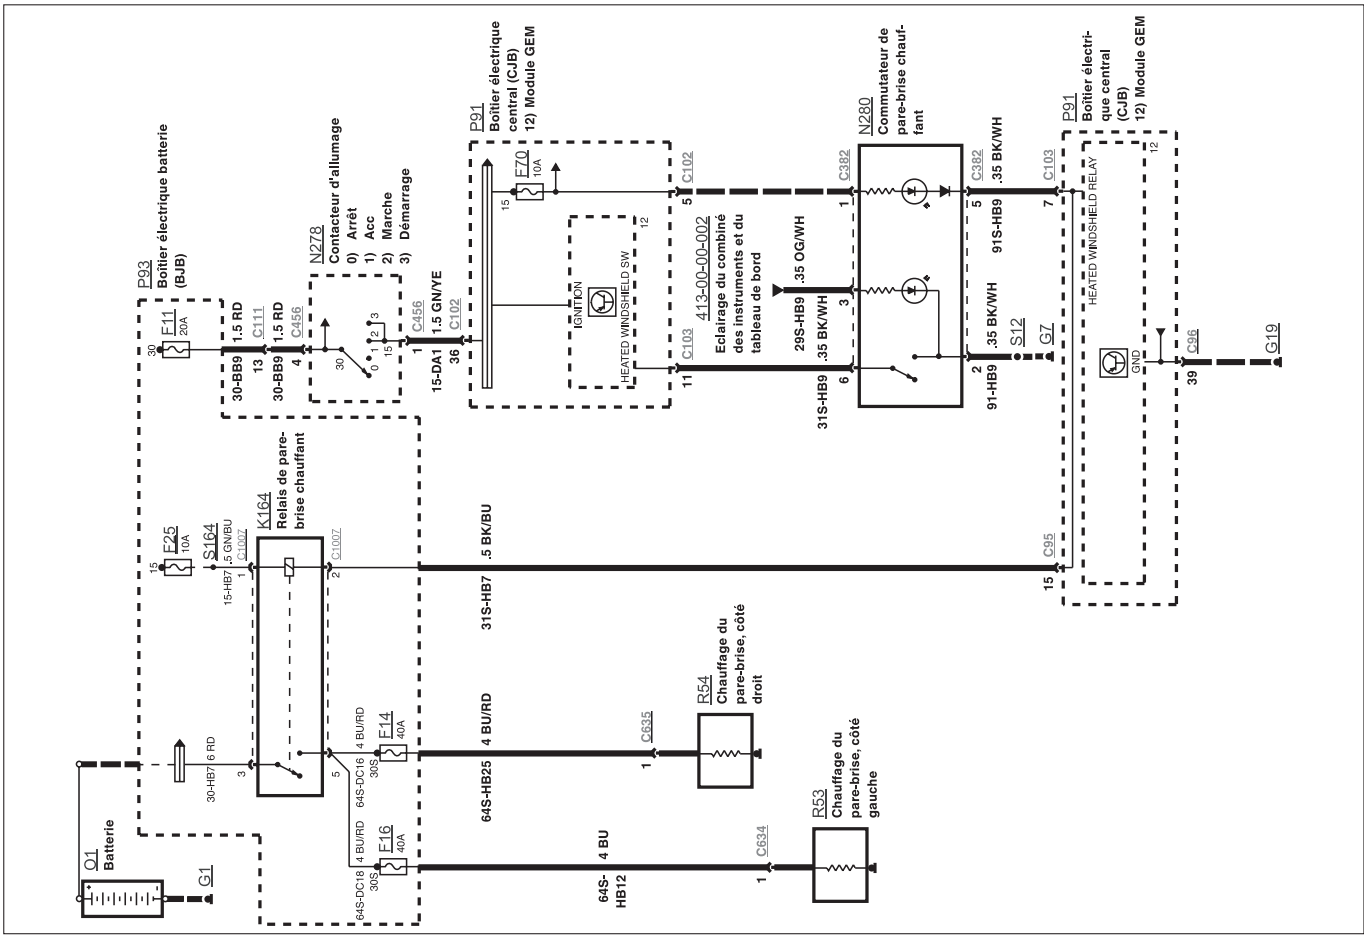 O1
Batterie
G1
P93
Boîtier électrique batterie
(BJB)
30
F11
20A
30-BB9 1.5 RD
13
C111
30-BB9 1.5 RD
4
C456
N278
Contacteur d'allumage
0) Arrêt
1) Acc
2) Marche
3) Démarrage
30
0
1
2
3
15
1
C456
15-DA1 1.5 GN/YE
36
C102
P91
Boîtier électrique
central (CJB)
12) Module GEM
15
F70
10A
IGNITION
HEATED WINDSHIELD SW
12
5
C102
11
C103
413-00-00-002
Eclairage du combiné
des instruments et du
tableau de bord
29S-HB9 .35 OG/WH
31S-HB9 .35 BK/WH
1
C382
3
6
N280
Commutateur de
pare-brise chauf-
fant
5
C382
91S-HB9 .35 BK/WH
2
91-HB9 .35 BK/WH
S12
G7
7
C103
P91
Boîtier électri-
que central
(CJB)
12) Module GEM
HEATED WINDSHIELD RELAY
12
GND
39
C96
G19
15
F25
10A
S164
15-HB7 .5 GN/BU
1
C1007
K164
Relais de pare-
brise chauffant
2
C1007
31S-HB7 .5 BK/BU
15
C95
30-HB7 6 RD
3
5
64S-DC16 4 BU/RD
30S
F14
40A
64S-HB25 4 BU/RD
1
C635
R54
Chauffage du
pare-brise, côté
droit
64S-DC18 4 BU/RD
30S
F16
40A
64S- 4 BU
HB12
1
C634
R53
Chauffage du
pare-brise, côté
gauche